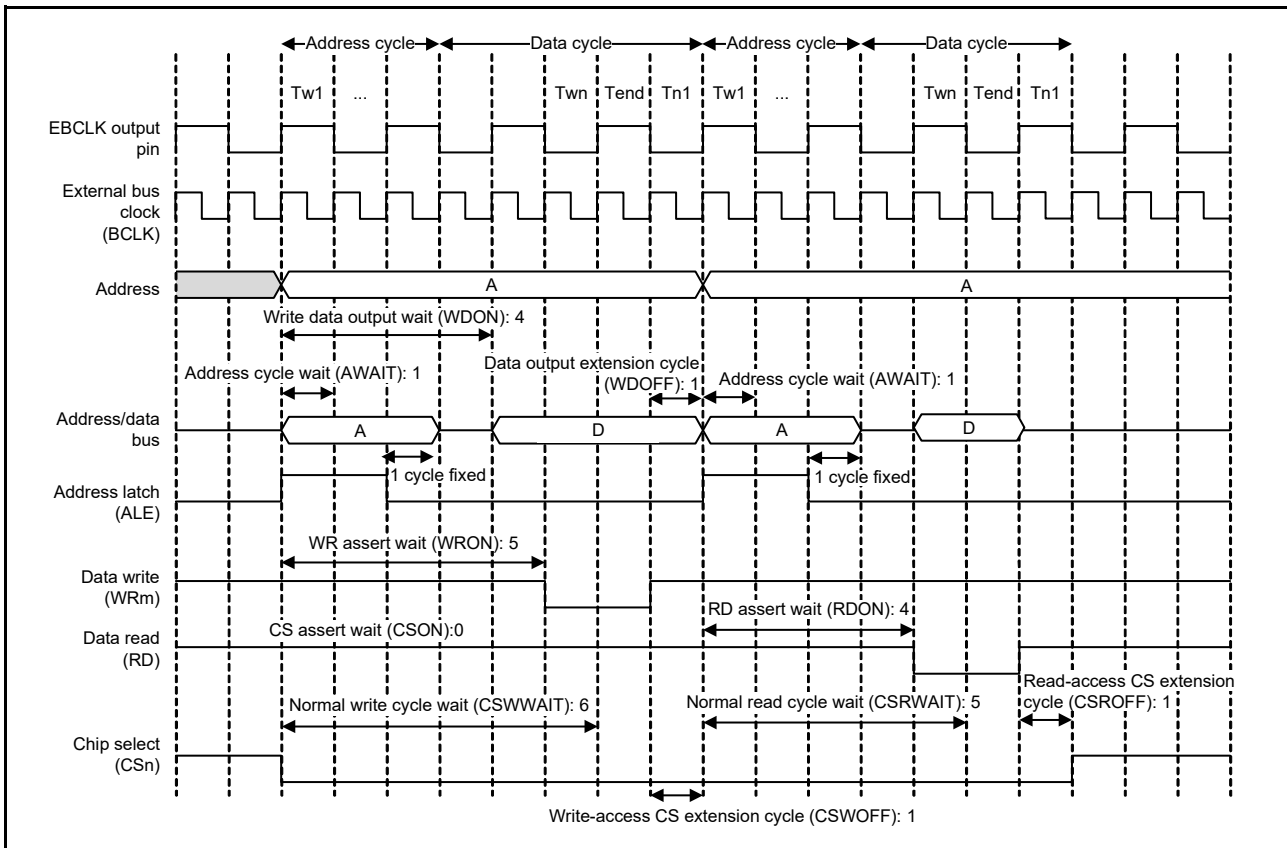 Address cycle Data cycle Address cycle Data cycle
Tw1 ... Twn Tend Tn1 Tw1 ... Twn Tend Tn1
EBCLK output
pin
External bus
clock
(BCLK)
Address
A A
Write data output wait (WDON): 4
Data output extension cycle
(WDOFF): 1
Address cycle wait (AWAIT): 1
Address cycle wait (AWAIT): 1
Address/data
bus
A D A D
1 cycle fixed
1 cycle fixed
Address latch
(ALE)
WR assert wait (WRON): 5
Data write
(WRm)
RD assert wait (RDON): 4
CS assert wait (CSON):0
Data read
(RD)
Read-access CS extension
cycle (CSROFF): 1
Normal write cycle wait (CSWWAIT): 6
Normal read cycle wait (CSRWAIT): 5
Chip select
(CSn)
Write-access CS extension cycle (CSWOFF): 1